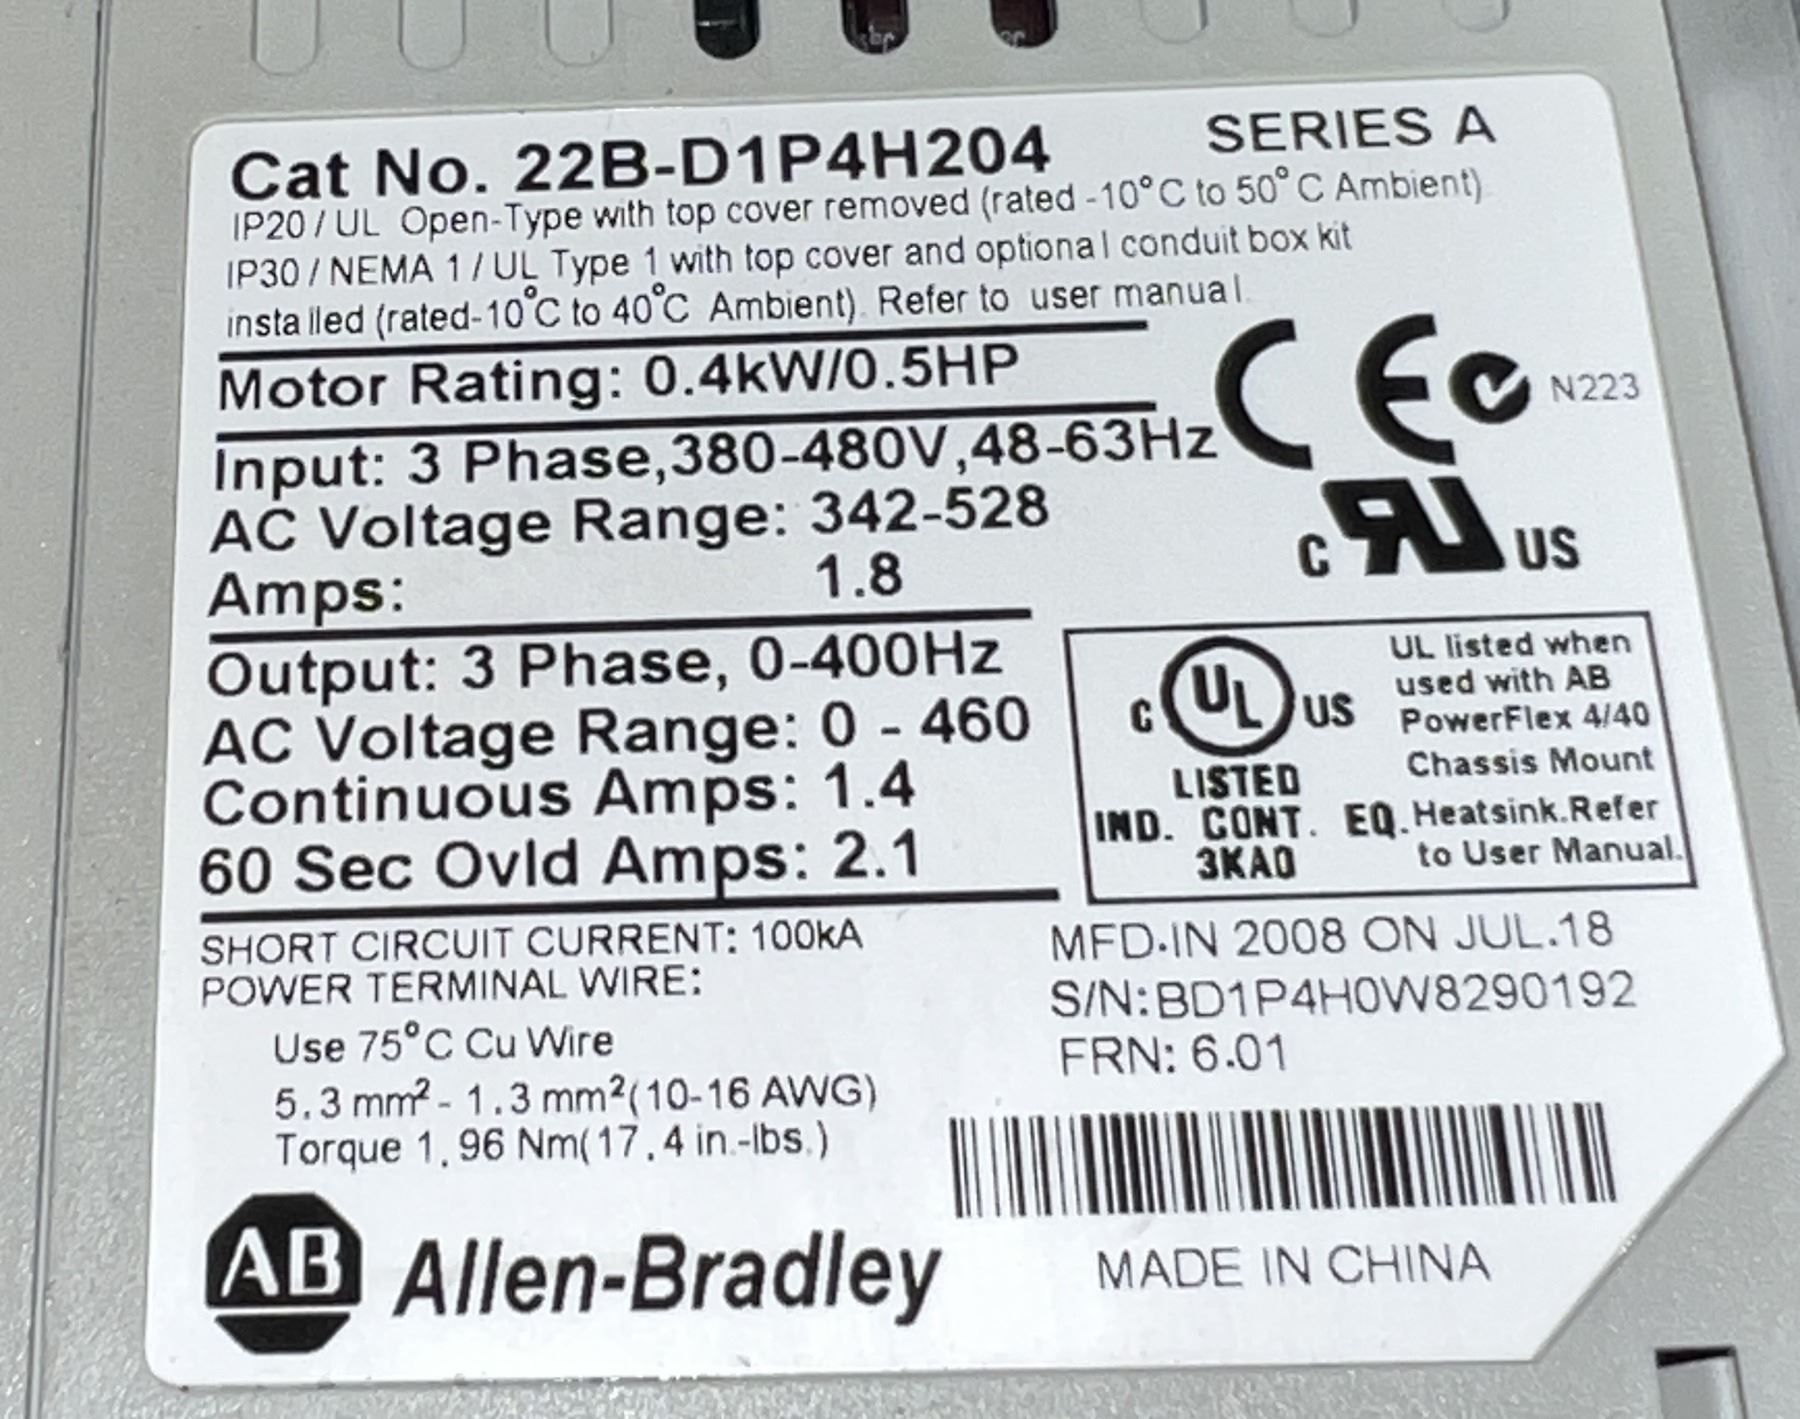 Cat No. 22B-D1P4H204 SERIES A
IP20 / UL Open-Type with top cover removed (rated -10°C to 50°C Ambient)
IP30 / NEMA 1 / UL Type 1 with top cover and optional conduit box kit
installed (rated-10°C to 40°C Ambient). Refer to user manual.
Motor Rating: 0.4kW/0.5HP
CE N223
Input: 3 Phase,380-480V,48-63Hz
AC Voltage Range: 342-528
Amps: 1.8
C RU US
Output: 3 Phase, 0-400Hz
AC Voltage Range: 0 - 460
Continuous Amps: 1.4
60 Sec Ovld Amps: 2.1
C UL US
LISTED
IND. CONT. EQ.
3KA0
UL listed when
used with AB
PowerFlex 4/40
Chassis Mount
Heatsink.Refer
to User Manual.
SHORT CIRCUIT CURRENT: 100kA
POWER TERMINAL WIRE:
Use 75°C Cu Wire
5.3 mm² - 1.3 mm²(10-16 AWG)
Torque 1.96 Nm(17.4 in.-lbs.)
MFD.IN 2008 ON JUL.18
S/N:BD1P4H0W8290192
FRN: 6.01
AB Allen-Bradley
MADE IN CHINA